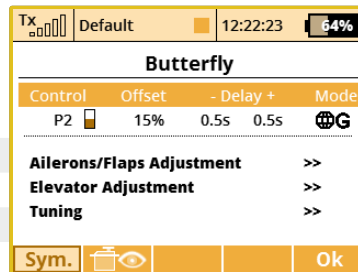 Tx Default 12:22:23 64%
Butterfly
Control Offset - Delay + Mode
P2 15% 0.5s 0.5s G
Ailerons/Flaps Adjustment >>
Elevator Adjustment >>
Tuning >>
Sym. Ok